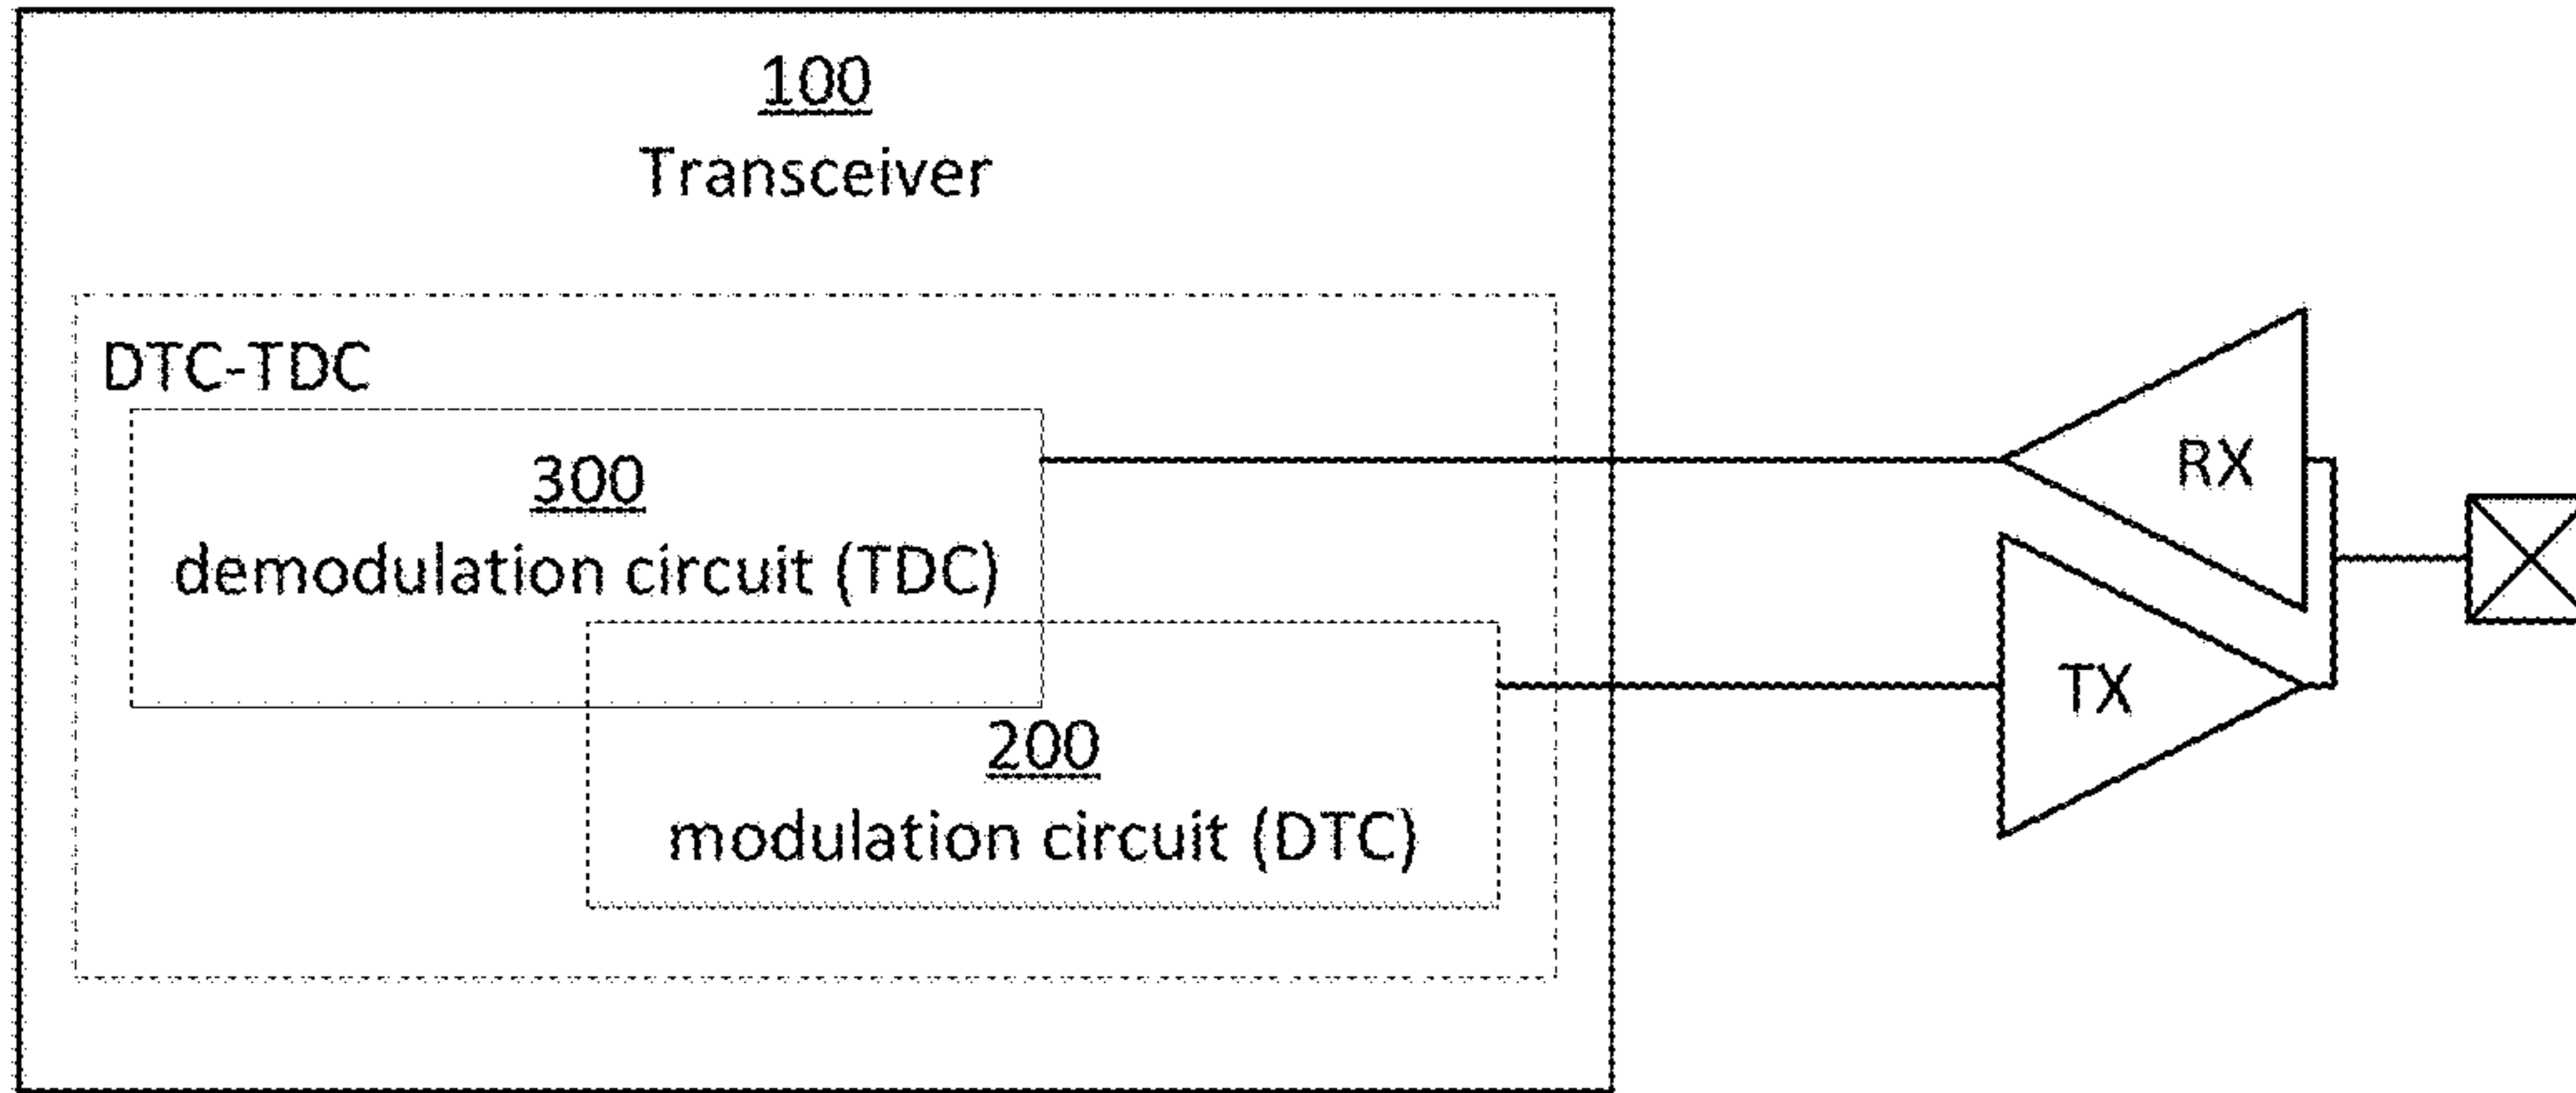 100
Transceiver
DTC-TDC
300
demodulation circuit (TDC)
200
modulation circuit (DTC)
RX
TX